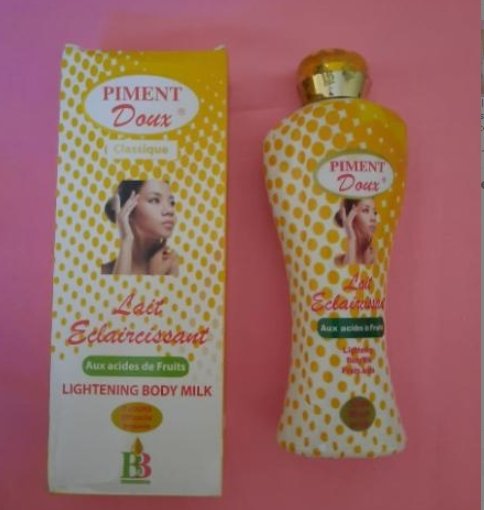 PIMENT
Doux ®
Classique
Lait
Eclaircissant
Aux acides de Fruits
LIGHTENING BODY MILK
B3
PIMENT
Doux ®
Lait
Eclaircissant
Aux acides de Fruits